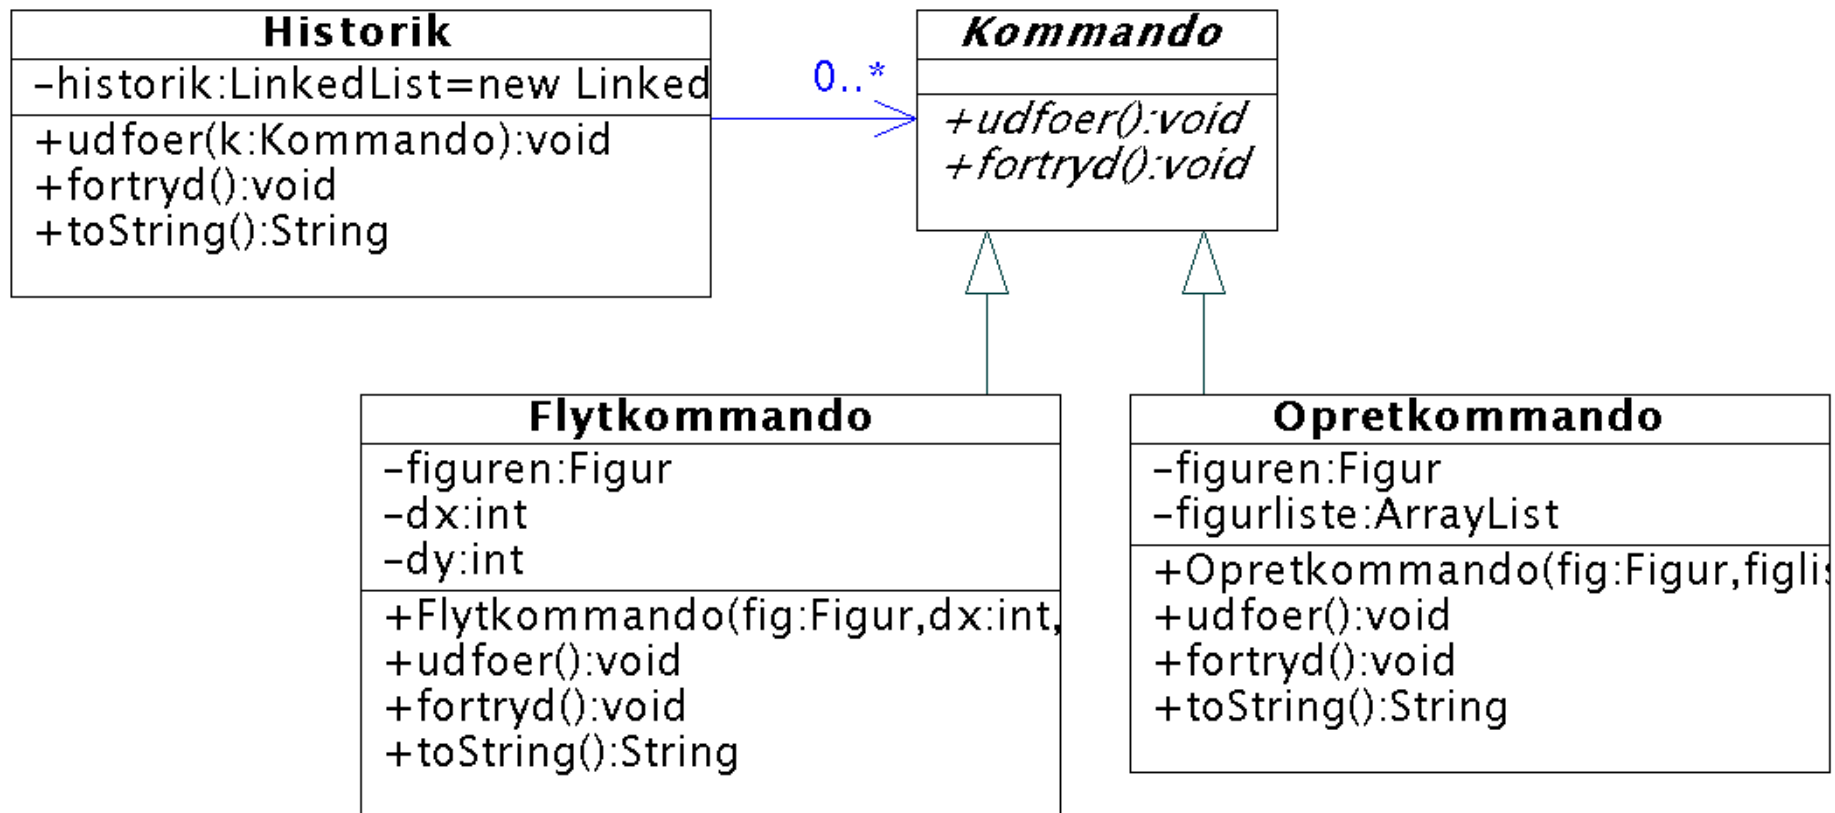 Historik
-historik:LinkedList=new Linked
+udfoer(k:Kommando):void
+fortryd():void
+toString():String
0..*
Kommando
+udfoer():void
+fortryd():void
Flytkommando
-figuren:Figur
-dx:int
-dy:int
+Flytkommando(fig:Figur,dx:int,
+udfoer():void
+fortryd():void
+toString():String
Opretkommando
-figuren:Figur
-figurliste:ArrayList
+Opretkommando(fig:Figur,figlis
+udfoer():void
+fortryd():void
+toString():String